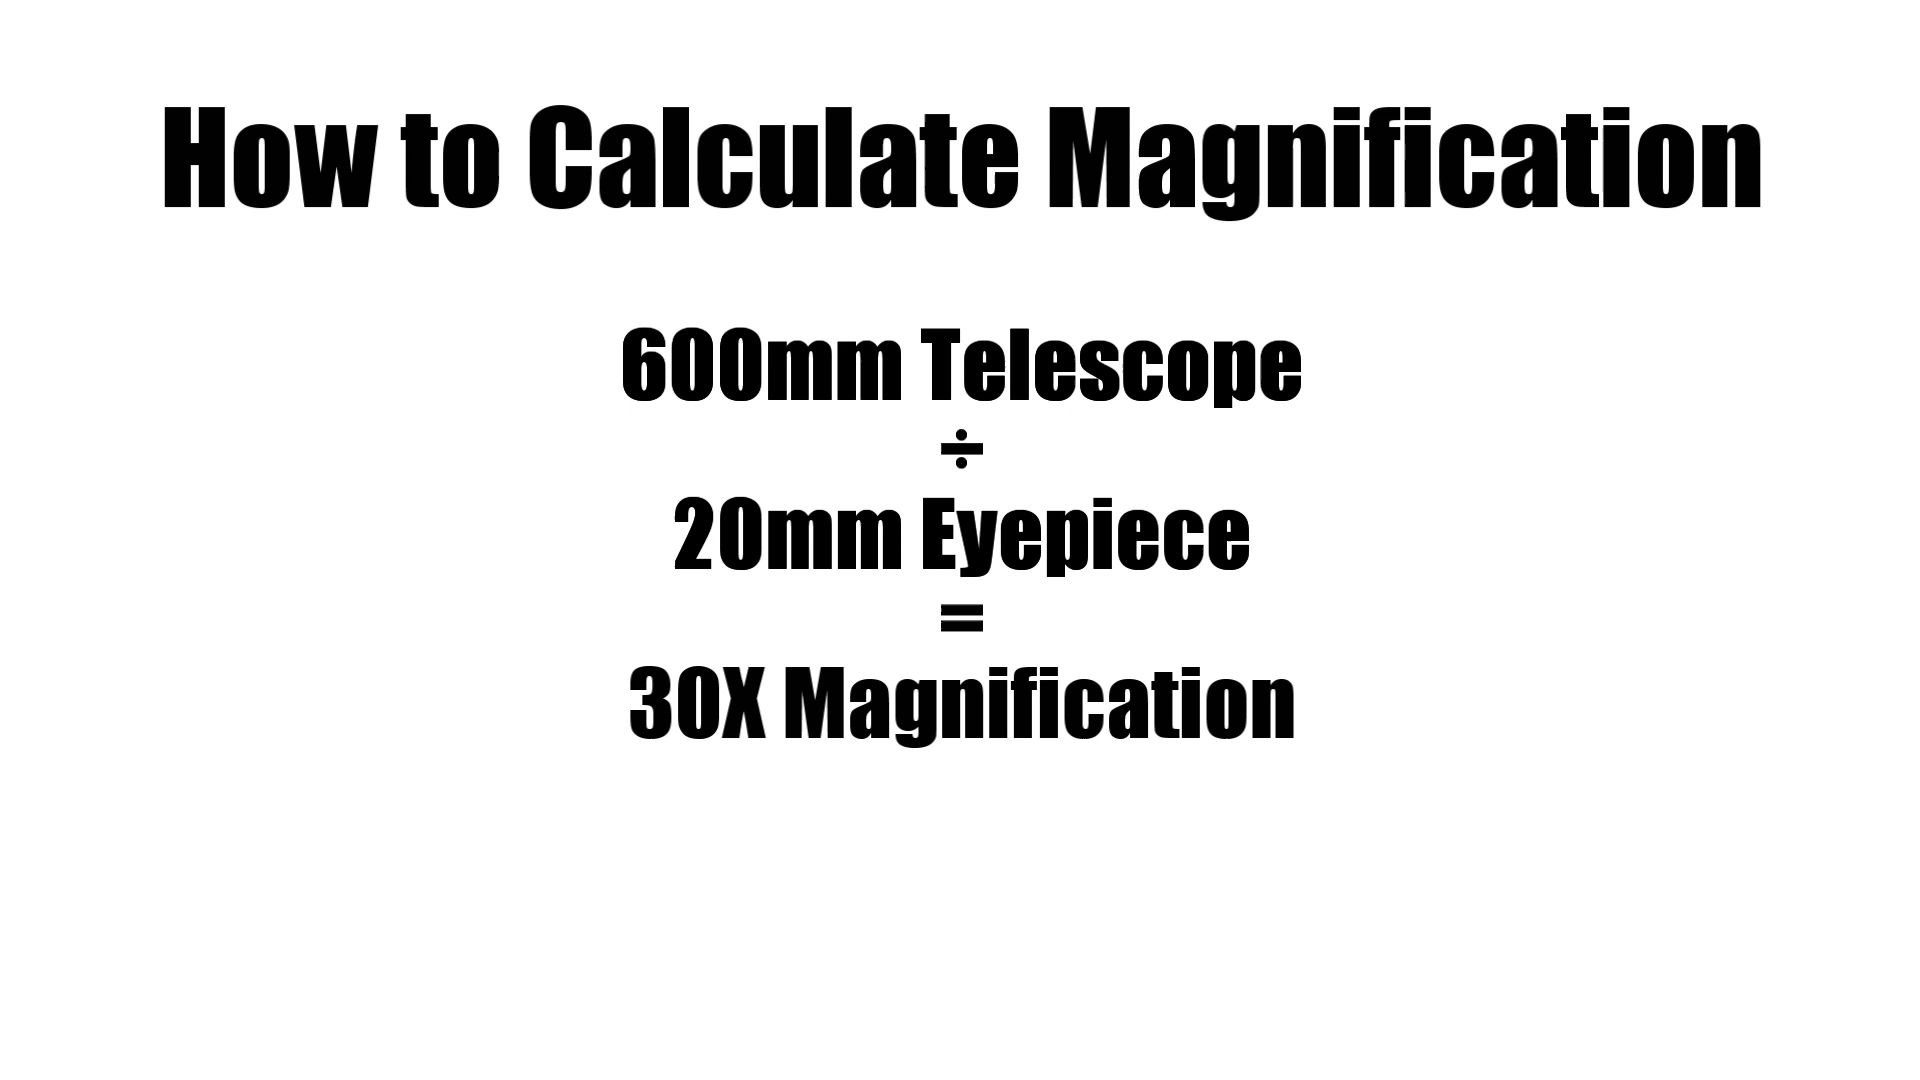 How to Calculate Magnification
600mm Telescope
÷
20mm Eyepiece
=
30X Magnification